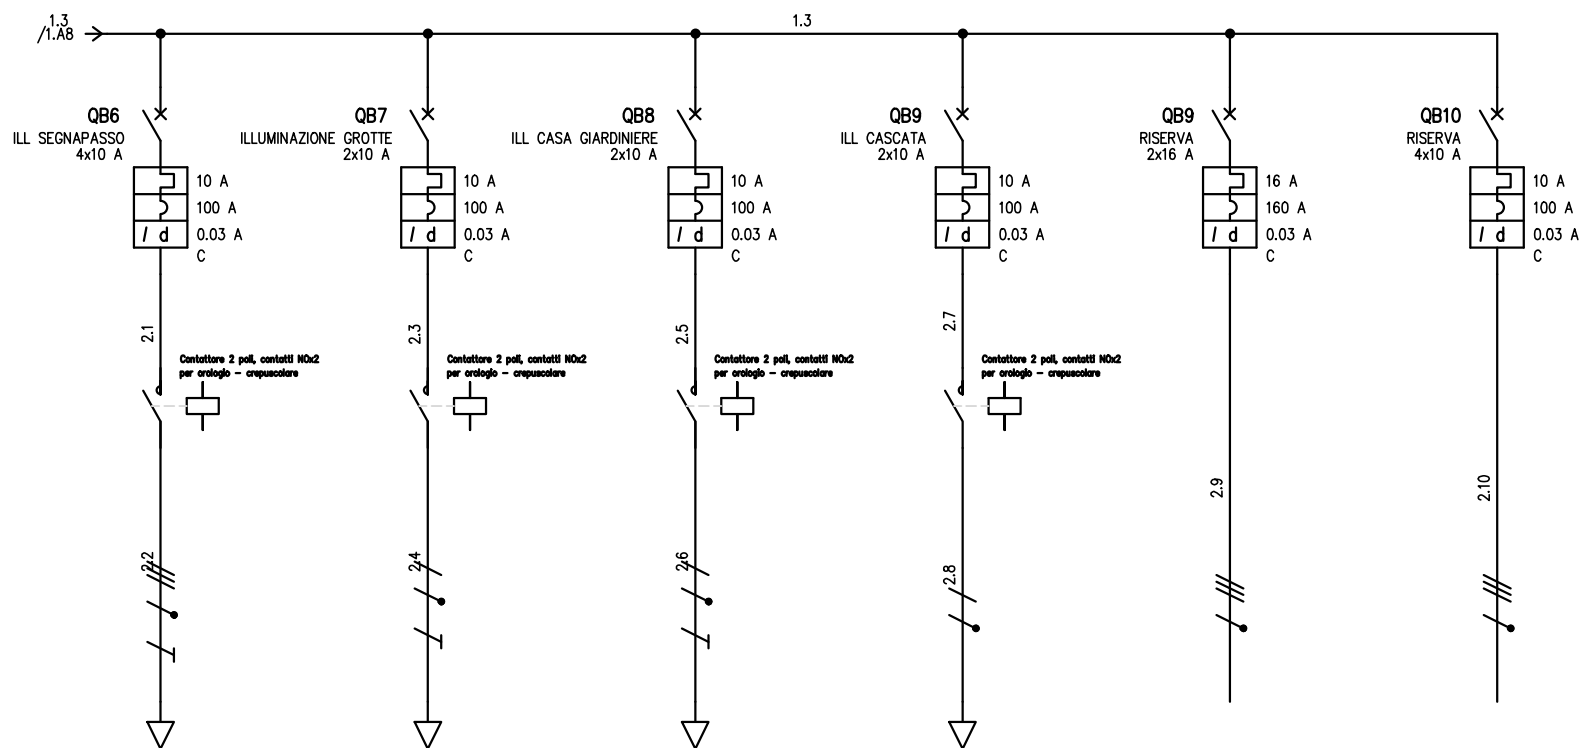 1.3
/1.A8
1.3
QB6
ILL SEGNAPASSO
4x10 A
10 A
100 A
I d
0.03 A
C
2.1
Contattore 2 poli, contatti NOx2
per orologio - crepuscolare
2.2
QB7
ILLUMINAZIONE GROTTE
2x10 A
10 A
100 A
I d
0.03 A
C
2.3
Contattore 2 poli, contatti NOx2
per orologio - crepuscolare
2.4
QB8
ILL CASA GIARDINIERE
2x10 A
10 A
100 A
I d
0.03 A
C
2.5
Contattore 2 poli, contatti NOx2
per orologio - crepuscolare
2.6
QB9
ILL CASCATA
2x10 A
10 A
100 A
I d
0.03 A
C
2.7
Contattore 2 poli, contatti NOx2
per orologio - crepuscolare
2.8
QB9
RISERVA
2x16 A
16 A
160 A
I d
0.03 A
C
2.9
QB10
RISERVA
4x10 A
10 A
100 A
I d
0.03 A
C
2.10